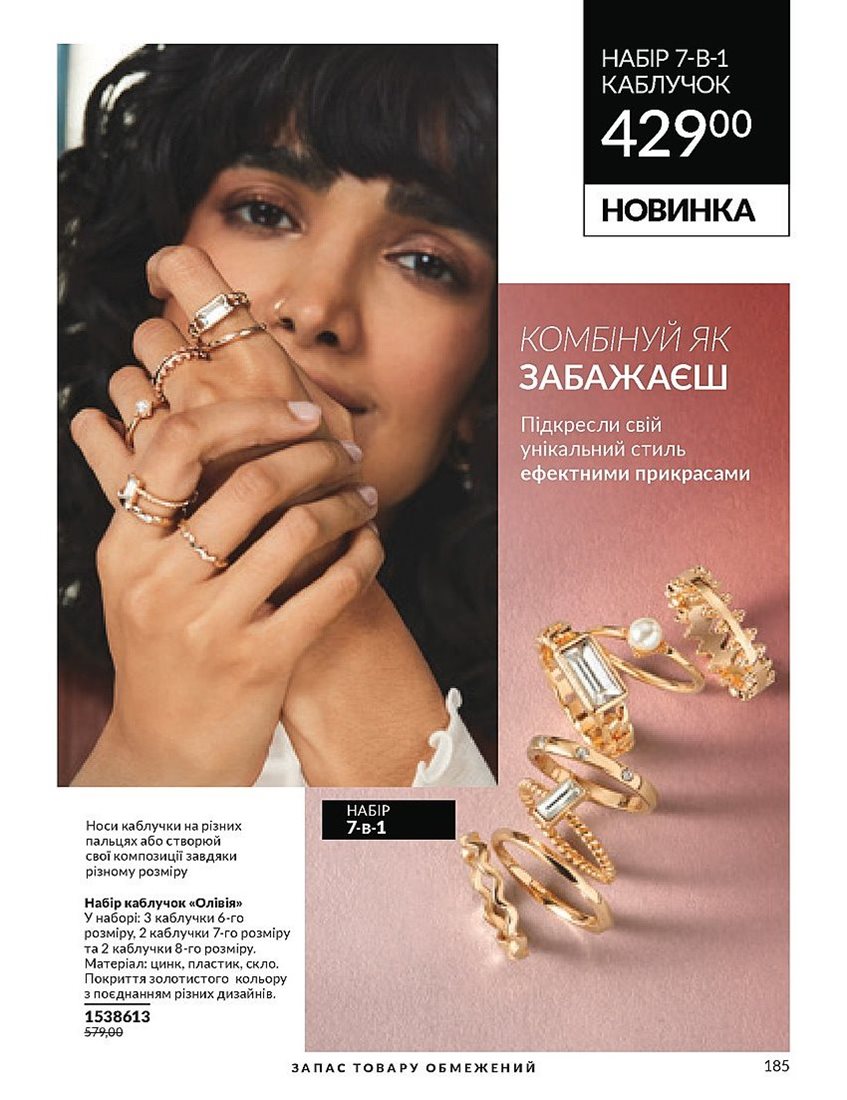 НАБІР 7-В-1
КАБЛУЧОК
429⁰⁰
НОВИНКА
КОМБІНУЙ ЯК
ЗАБАЖАЄШ
Підкресли свій
унікальний стиль
ефектними прикрасами
НАБІР
7-в-1
Носи каблучки на різних
пальцях або створюй
свої композиції завдяки
різному розміру
Набір каблучок «Олівія»
У наборі: 3 каблучки 6-го
розміру, 2 каблучки 7-го розміру
та 2 каблучки 8-го розміру.
Матеріал: цинк, пластик, скло.
Покриття золотистого кольору
з поєднанням різних дизайнів.
1538613
579,00
ЗАПАС ТОВАРУ ОБМЕЖЕНИЙ
185